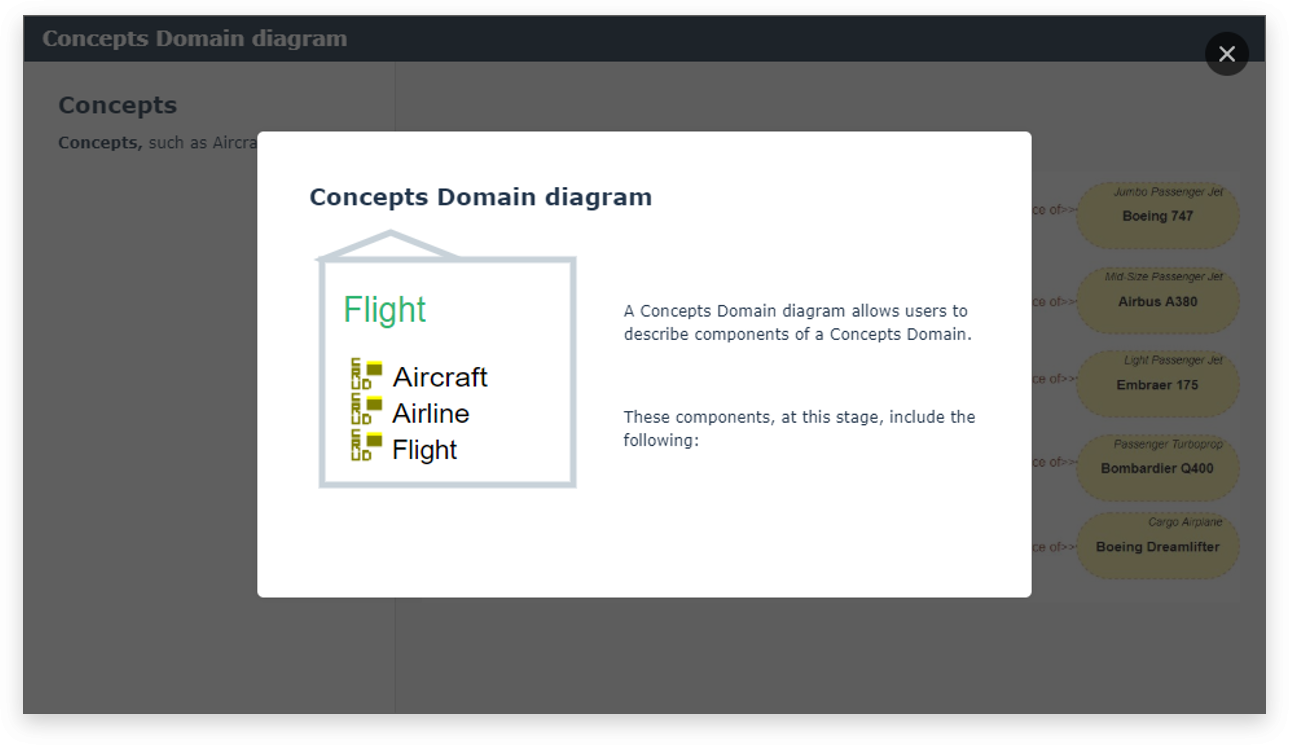 Concepts Domain diagram
Concepts
Concepts, such as Aircra
Concepts Domain diagram
Flight
CRUD Aircraft
CRUD Airline
CRUD Flight
A Concepts Domain diagram allows users to
describe components of a Concepts Domain.
These components, at this stage, include the
following:
Jumbo Passenger Jet
ce of>>
Boeing 747
Mid-Size Passenger Jet
ce of>>
Airbus A380
Light Passenger Jet
ce of>>
Embraer 175
Passenger Turboprop
ce of>>
Bombardier Q400
Cargo Airplane
ce of>>
Boeing Dreamlifter